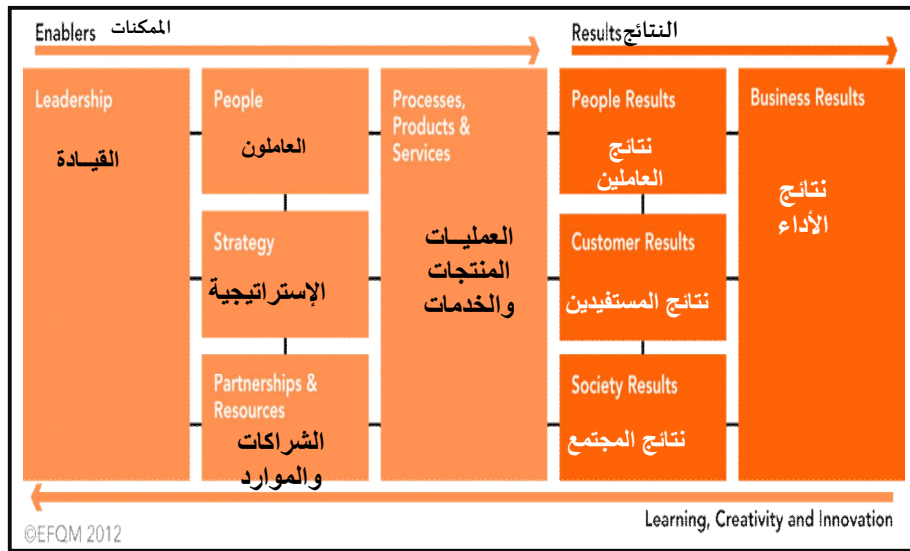 Enablers الممكنات
Results النتائج
Leadership
القيــادة
People
العاملون
Strategy
الإستراتيجية
Partnerships &
Resources
الشراكات
والموارد
Processes,
Products &
Services
العمليــات
المنتجات
والخدمات
People Results
نتائج
العاملين
Customer Results
نتائج المستفيدين
Society Results
نتائج المجتمع
Business Results
نتائج
الأداء
Learning, Creativity and Innovation
©EFQM 2012